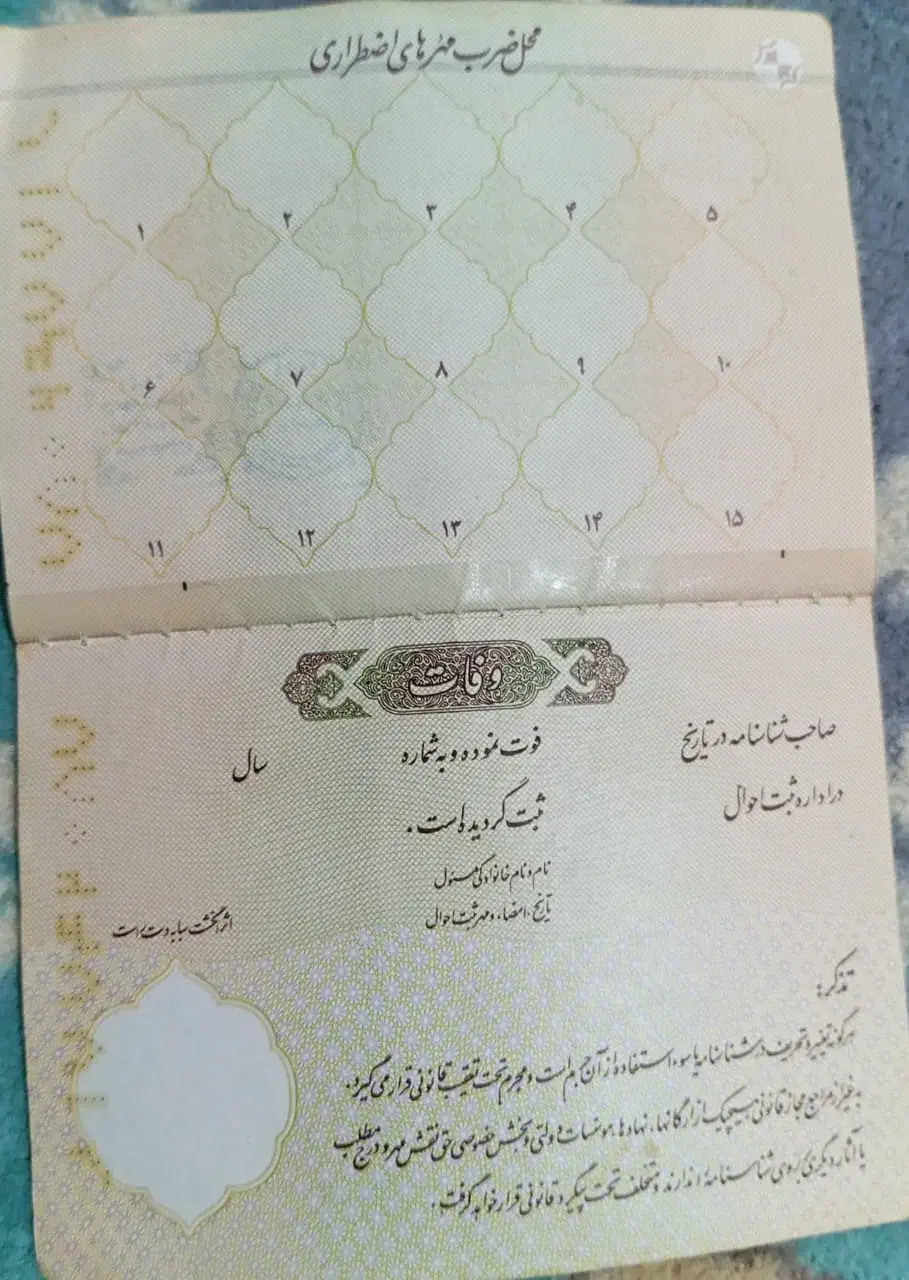 محل ضرب مهرهای اضطراری
۱ ۲ ۳ ۴ ۵
۶ ۷ ۸ ۹ ۱۰
۱۱ ۱۲ ۱۳ ۱۴ ۱۵
وفات
صاحب شناسنامه در تاریخ فوت نموده و به شماره سال
در اداره ثبت احوال ثبت گردیده است.
نام و نام خانوادگی مسئول
تاریخ، امضاء و مهر ثبت احوال
اثر انگشت سبابه دست راست
تذکر:
هرگونه تغییر و تحریف در شناسنامه یا سوء استفاده از آن جرم است و مجرم تحت تعقیب قانونی قرار می گیرد.
به غیر از مراجع مجاز قانونی هیچیک از ارگانها، نهادها، موسسات دولتی و بخش خصوصی حق نقش مهر و درج مطلب
یا آثار دیگری بر روی شناسنامه را ندارند و متخلف تحت پیگرد قانونی قرار خواهد گرفت.